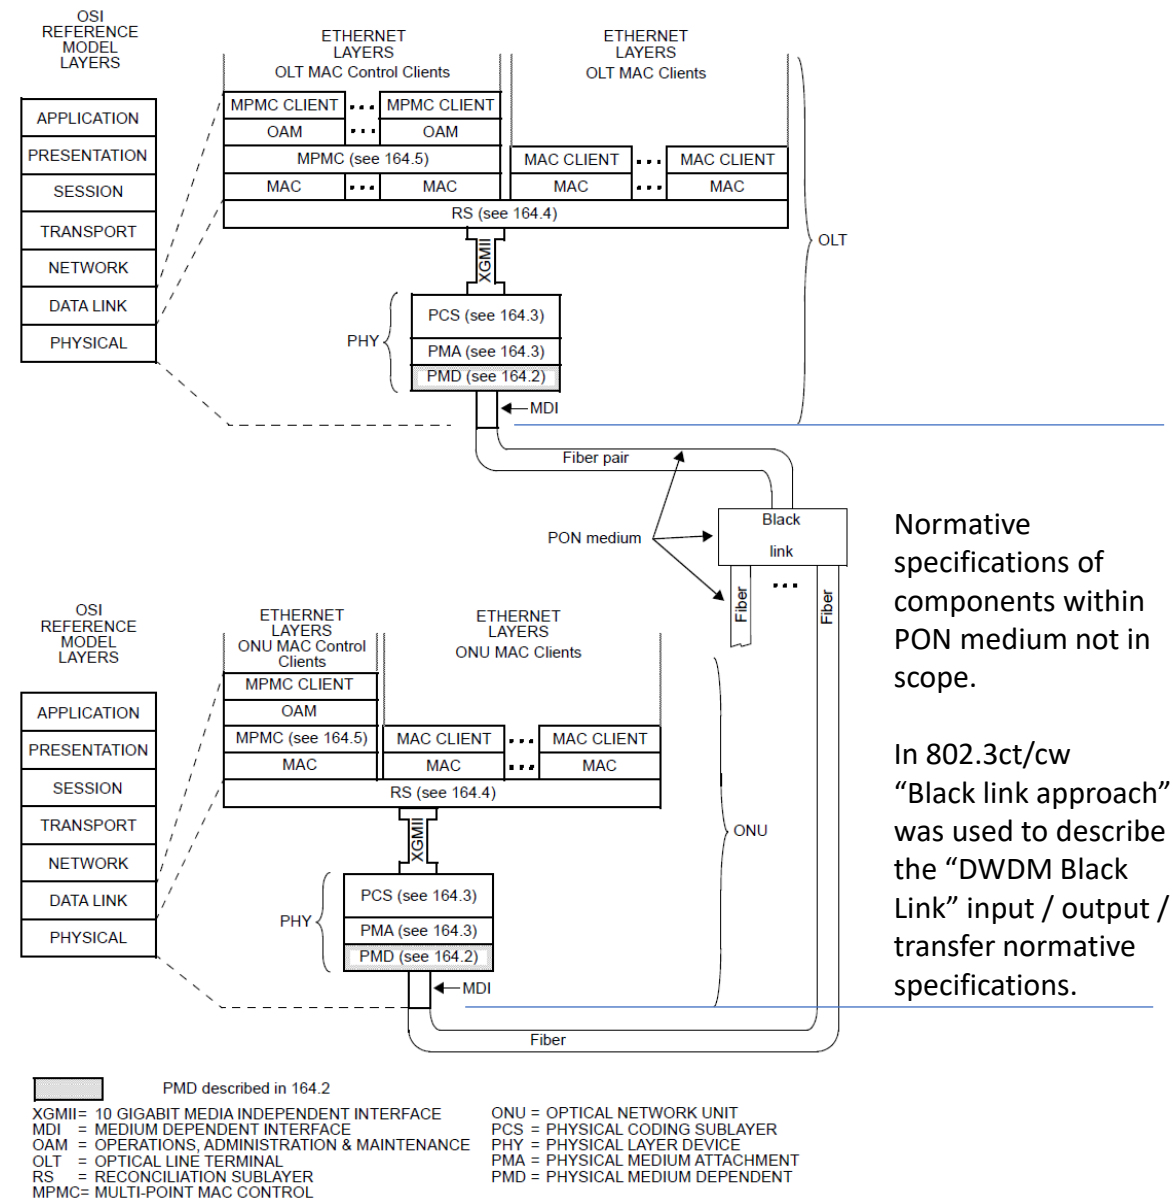 OSI
REFERENCE
MODEL
LAYERS
ETHERNET
LAYERS
OLT MAC Control Clients
ETHERNET
LAYERS
OLT MAC Clients
APPLICATION
PRESENTATION
SESSION
TRANSPORT
NETWORK
DATA LINK
PHYSICAL
MPMC CLIENT
MPMC CLIENT
OAM
OAM
MPMC (see 164.5)
MAC CLIENT
MAC CLIENT
MAC
MAC
MAC
MAC
RS (see 164.4)
OLT
XGMII
PHY
PCS (see 164.3)
PMA (see 164.3)
PMD (see 164.2)
MDI
Fiber pair
PON medium
Black
link
Fiber
Fiber
Normative
specifications of
components within
PON medium not in
scope.
In 802.3ct/cw
“Black link approach”
was used to describe
the “DWDM Black
Link” input / output /
transfer normative
specifications.
OSI
REFERENCE
MODEL
LAYERS
ETHERNET
LAYERS
ONU MAC Control
Clients
ETHERNET
LAYERS
ONU MAC Clients
APPLICATION
PRESENTATION
SESSION
TRANSPORT
NETWORK
DATA LINK
PHYSICAL
MPMC CLIENT
OAM
MPMC (see 164.5)
MAC CLIENT
MAC CLIENT
MAC
MAC
MAC
RS (see 164.4)
ONU
XGMII
PHY
PCS (see 164.3)
PMA (see 164.3)
PMD (see 164.2)
MDI
Fiber
PMD described in 164.2
XGMII= 10 GIGABIT MEDIA INDEPENDENT INTERFACE
MDI = MEDIUM DEPENDENT INTERFACE
OAM = OPERATIONS, ADMINISTRATION & MAINTENANCE
OLT = OPTICAL LINE TERMINAL
RS = RECONCILIATION SUBLAYER
MPMC= MULTI-POINT MAC CONTROL
ONU = OPTICAL NETWORK UNIT
PCS = PHYSICAL CODING SUBLAYER
PHY = PHYSICAL LAYER DEVICE
PMA = PHYSICAL MEDIUM ATTACHMENT
PMD = PHYSICAL MEDIUM DEPENDENT